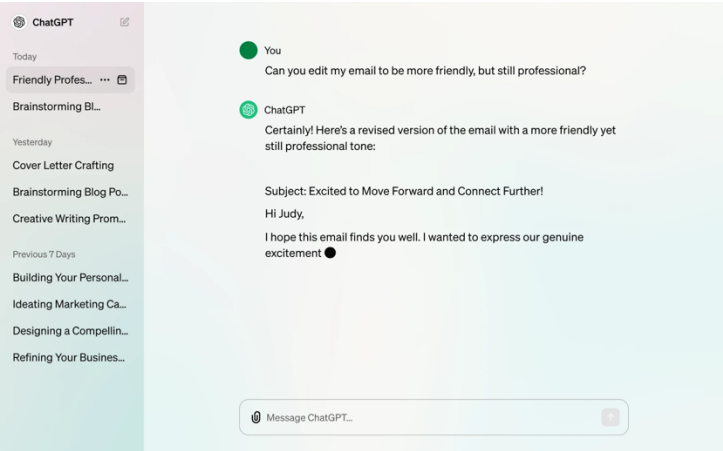 ChatGPT
Today
Friendly Profes...
Brainstorming Bl...
Yesterday
Cover Letter Crafting
Brainstorming Blog Po...
Creative Writing Prom...
Previous 7 Days
Building Your Personal...
Ideating Marketing Ca...
Designing a Compellin...
Refining Your Busines...
You
Can you edit my email to be more friendly, but still professional?
ChatGPT
Certainly! Here's a revised version of the email with a more friendly yet
still professional tone:
Subject: Excited to Move Forward and Connect Further!
Hi Judy,
I hope this email finds you well. I wanted to express our genuine
excitement
Message ChatGPT...